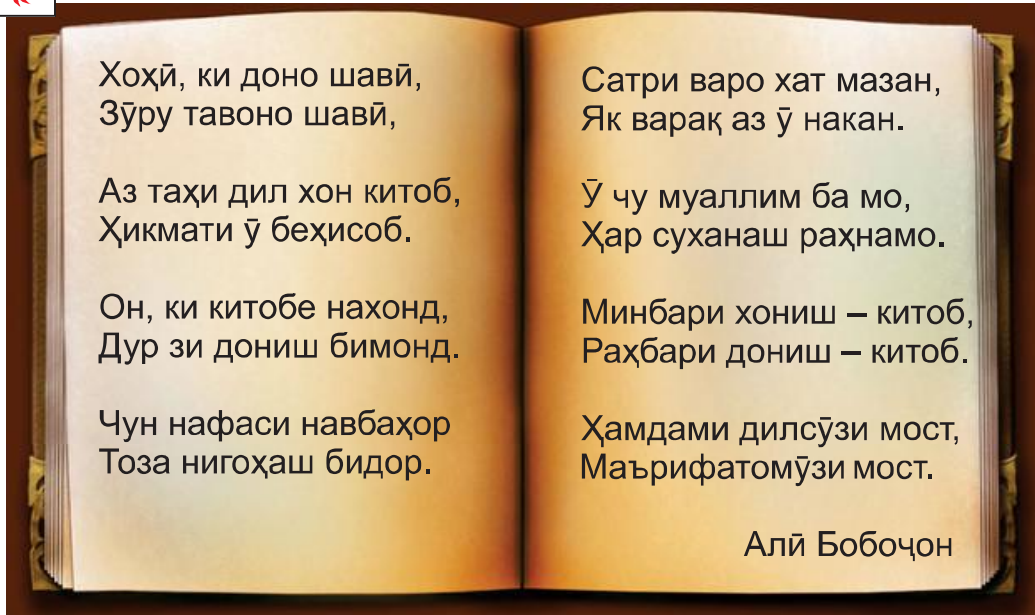 Хоҳӣ, ки доно шавӣ,
Зӯру тавоно шавӣ,
Аз таҳи дил хон китоб,
Ҳикмати ӯ беҳисоб.
Он, ки китобе нахонд,
Дур зи дониш бимонд.
Чун нафаси навбаҳор
Тоза нигоҳаш бидор.
Сатри варо хат мазан,
Як варақ аз ӯ накан.
Ӯ чу муаллим ба мо,
Ҳар суханаш раҳнамо.
Минбари хониш – китоб,
Раҳбари дониш – китоб.
Ҳамдами дилсӯзи мост,
Маърифатомӯзи мост.
Алӣ Бобоҷон